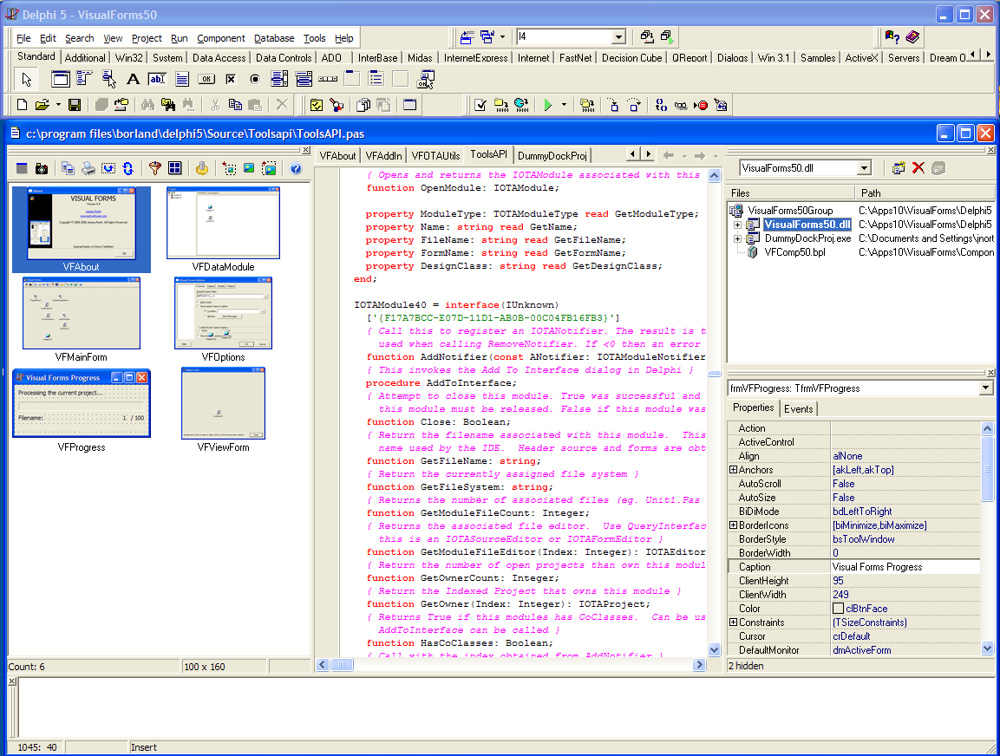 Delphi 5 - VisualForms50
File Edit Search View Project Run Component Database Tools Help
I4
Standard Additional Win32 System Data Access Data Controls ADO InterBase Midas InternetExpress Internet FastNet Decision Cube QReport Dialogs Win 3.1 Samples ActiveX Servers Dream O
c:\program files\borland\delphi5\Source\Toolsapi\ToolsAPI.pas
VISUAL FORMS
VFAbout
VFDataModule
VFMainForm
VFOptions
Visual Forms Progress
Processing the current project...
Filename: 1 / 100
VFProgress
VFViewForm
Count: 6
100 x 160
VFAbout VFAddIn VFOTAUtils ToolsAPI DummyDockProj
{ Opens and returns the IOTAModule associated with this
function OpenModule: IOTAModule;
property ModuleType: TOTAModuleType read GetModuleType;
property Name: string read GetName;
property FileName: string read GetFileName;
property FormName: string read GetFormName;
property DesignClass: string read GetDesignClass;
end;
IOTAModule40 = interface(IUnknown)
['{F17A7BCC-E07D-11D1-AB0B-00C04FB16FB3}']
{ Call this to register an IOTANotifier. The result is t
used when calling RemoveNotifier. If <0 then an error
function AddNotifier(const ANotifier: IOTAModuleNotifier
{ This invokes the Add To Interface dialog in Delphi }
procedure AddToInterface;
{ Attempt to close this module. True was successful and
this module must be released. False if this module was
function Close: Boolean;
{ Return the filename associated with this module. This
name used by the IDE. Header source and forms are obt
function GetFileName: string;
{ Return the currently assigned file system }
function GetFileSystem: string;
{ Returns the number of associated files (eg. Unit1.Pas
function GetModuleFileCount: Integer;
{ Returns the associated file editor. Use QueryInterfac
this is an IOTASourceEditor or IOTAFormEditor }
function GetModuleFileEditor(Index: Integer): IOTAEditor
{ Return the number of open projects than own this modul
function GetOwnerCount: Integer;
{ Return the Indexed Project that owns this module }
function GetOwner(Index: Integer): IOTAProject;
{ Returns True if this modules has CoClasses. Can be us
AddToInterface can be called }
function HasCoClasses: Boolean;
{ Call with the index obtained from AddNotifier }
VisualForms50.dll
Files Path
VisualForms50Group C:\Apps10\VisualForms\Delphi5
VisualForms50.dll C:\Apps10\VisualForms\Delphi5
DummyDockProj.exe C:\Documents and Settings\jnort
VFComp50.bpl C:\Apps10\VisualForms\Compon
frmVFProgress: TfrmVFProgress
Properties Events
Action
ActiveControl
Align alNone
Anchors [akLeft,akTop]
AutoScroll False
AutoSize False
BiDiMode bdLeftToRight
BorderIcons [biMinimize,biMaximize]
BorderStyle bsToolWindow
BorderWidth 0
Caption Visual Forms Progress
ClientHeight 95
ClientWidth 249
Color clBtnFace
Constraints (TSizeConstraints)
Cursor crDefault
DefaultMonitor dmActiveForm
2 hidden
1045: 40
Insert